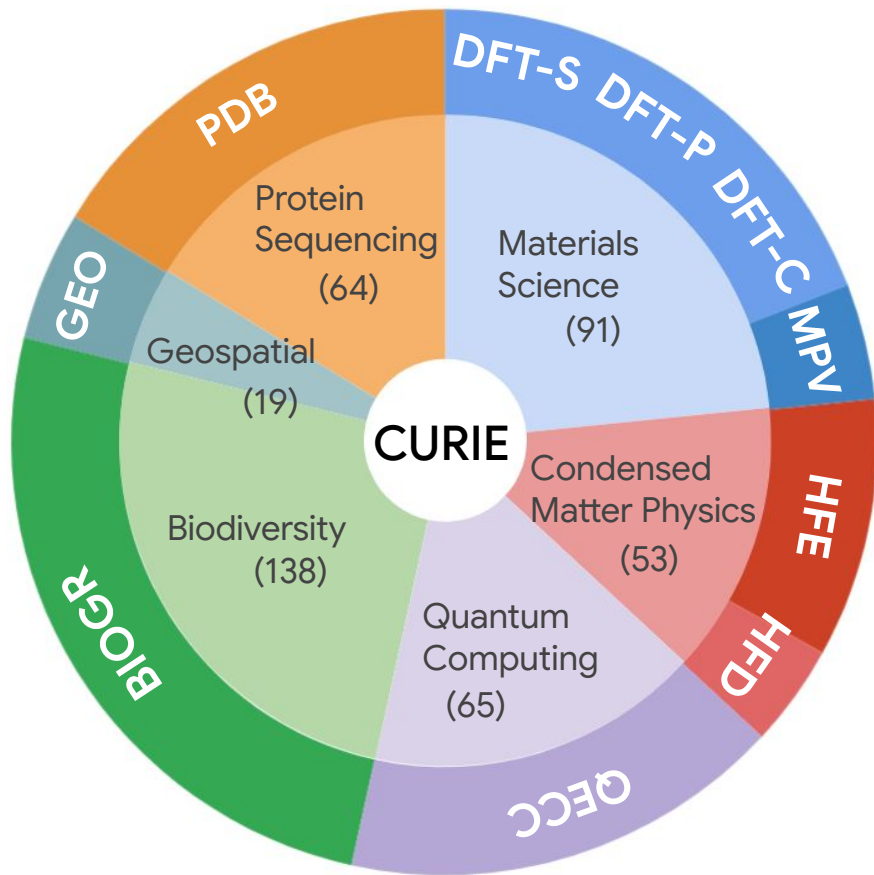 DFT-S DFT-P DFT-C
MPV
HFE
HFD
QECC
BIOGR
GEO
PDB
Protein
Sequencing
(64)
Materials
Science
(91)
Geospatial
(19)
CURIE
Condensed
Matter Physics
(53)
Biodiversity
(138)
Quantum
Computing
(65)